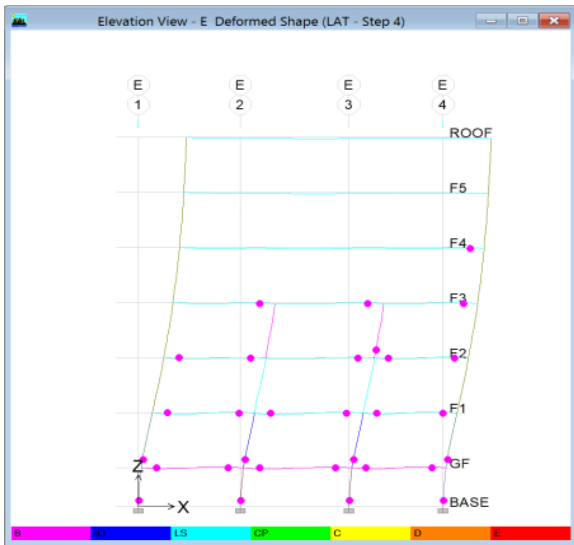 Elevation View - E Deformed Shape (LAT - Step 4)
E E E E
1 2 3 4
ROOF
F5
F4
F3
F2
F1
Z
GF
X
BASE
B IO LS CP C D E